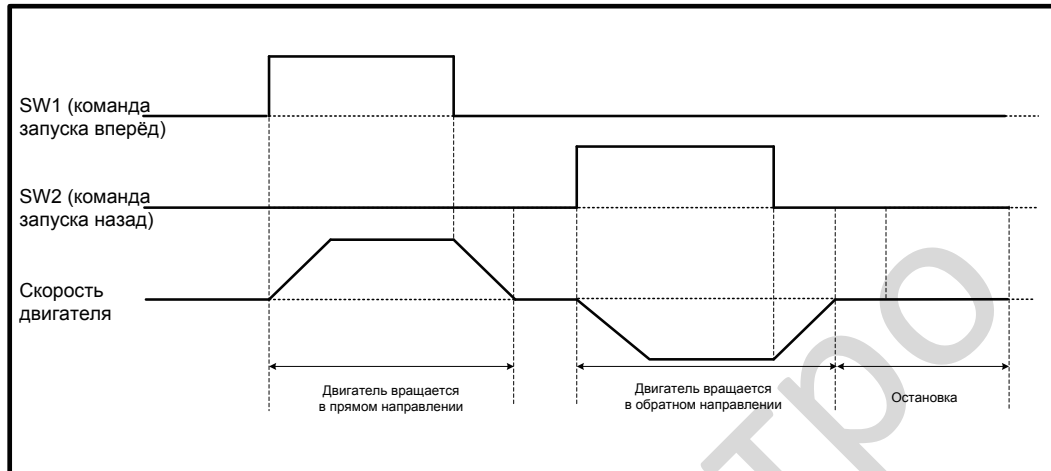 SW1 (команда
запуска вперёд)
SW2 (команда
запуска назад)
Скорость
двигателя
Двигатель вращается
в прямом направлении
Двигатель вращается
в обратном направлении
Остановка
тро